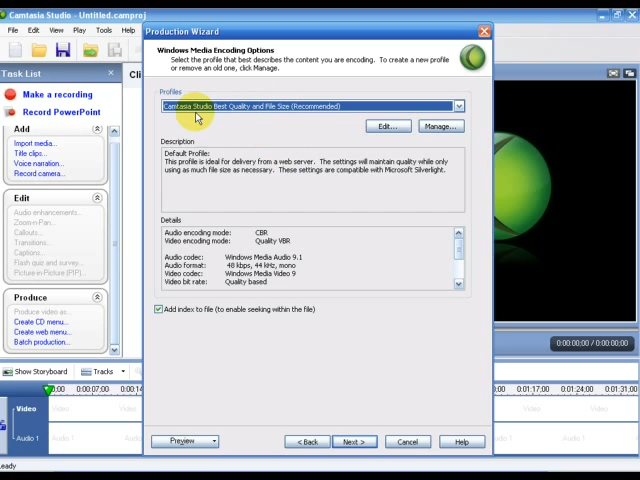 Camtasia Studio - Untitled.camproj
File Edit View Play Tools Help
Task List
Make a recording
Record PowerPoint
Add
Import media...
Title clips...
Voice narration...
Record camera...
Edit
Audio enhancements...
Zoom-n-Pan...
Callouts...
Transitions...
Captions...
Flash quiz and survey...
Picture in Picture (PIP)...
Produce
Produce video as...
Create CD menu...
Create web menu...
Batch production...
Cli
Production Wizard
Windows Media Encoding Options
Select the profile that best describes the content you are encoding. To create a new profile
or remove an old one, click Manage.
Profiles
Camtasia Studio Best Quality and File Size (Recommended)
Edit... Manage...
Description
Default Profile:
This profile is ideal for delivery from a web server. The settings will maintain quality while only
using as much file size as necessary. These settings are compatible with Microsoft Silverlight.
Details
Audio encoding mode: CBR
Video encoding mode: Quality VBR
Audio codec: Windows Media Audio 9.1
Audio format: 48 kbps, 44 kHz, mono
Video codec: Windows Media Video 9
Video bit rate: Quality based
Add index to file (to enable seeking within the file)
Preview < Back Next > Cancel Help
0:00:00;00 / 0:00:00;00
Show Storyboard Tracks
0:00:07;00 0:01:17;00 0:01:24;00 0:01:31;00
Video Video Video Video Video
Audio 1 Audio 1